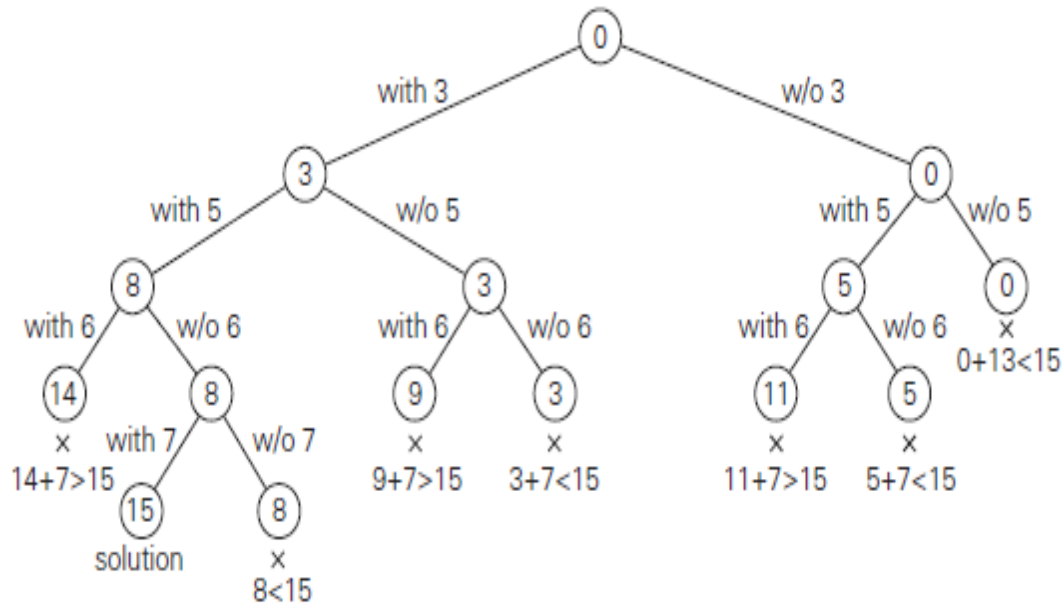 0
with 3
w/o 3
3
0
with 5
w/o 5
with 5
w/o 5
8
3
5
0
with 6
w/o 6
with 6
w/o 6
with 6
w/o 6
×
0+13<15
14
8
9
3
11
5
×
with 7
w/o 7
×
×
×
×
14+7>15
9+7>15
3+7<15
11+7>15
5+7<15
15
8
solution
×
8<15